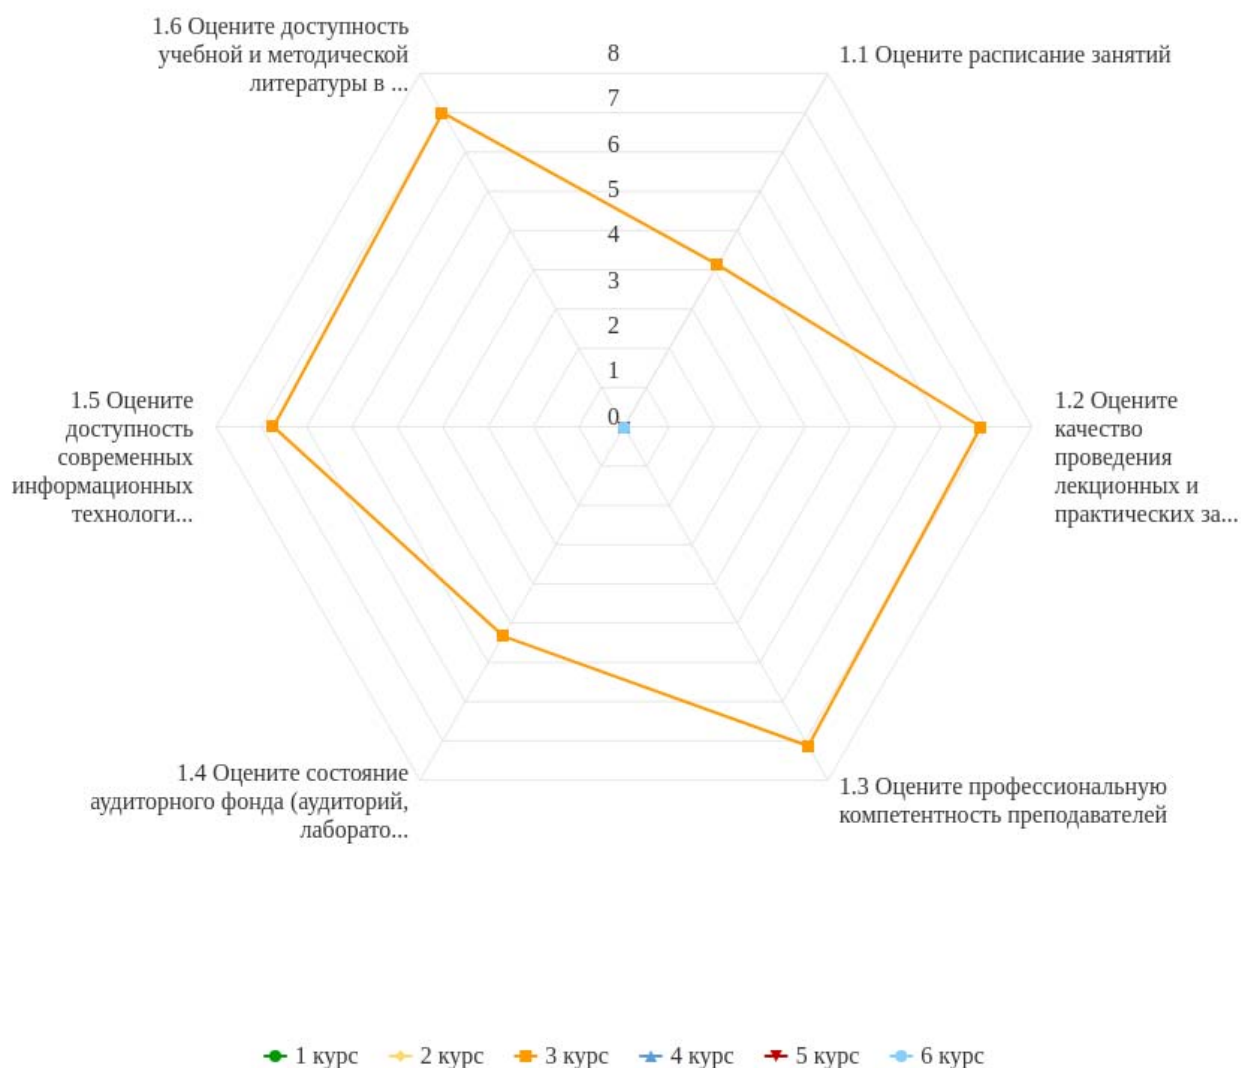 1.6 Оцените доступность
учебной и методической
литературы в ...
8
7
6
5
4
3
2
1
0
1.1 Оцените расписание занятий
1.5 Оцените
доступность
современных
информационных
технологи...
1.2 Оцените
качество
проведения
лекционных и
практических за...
1.4 Оцените состояние
аудиторного фонда (аудиторий,
лаборато...
1.3 Оцените профессиональную
компетентность преподавателей
1 курс 2 курс 3 курс 4 курс 5 курс 6 курс